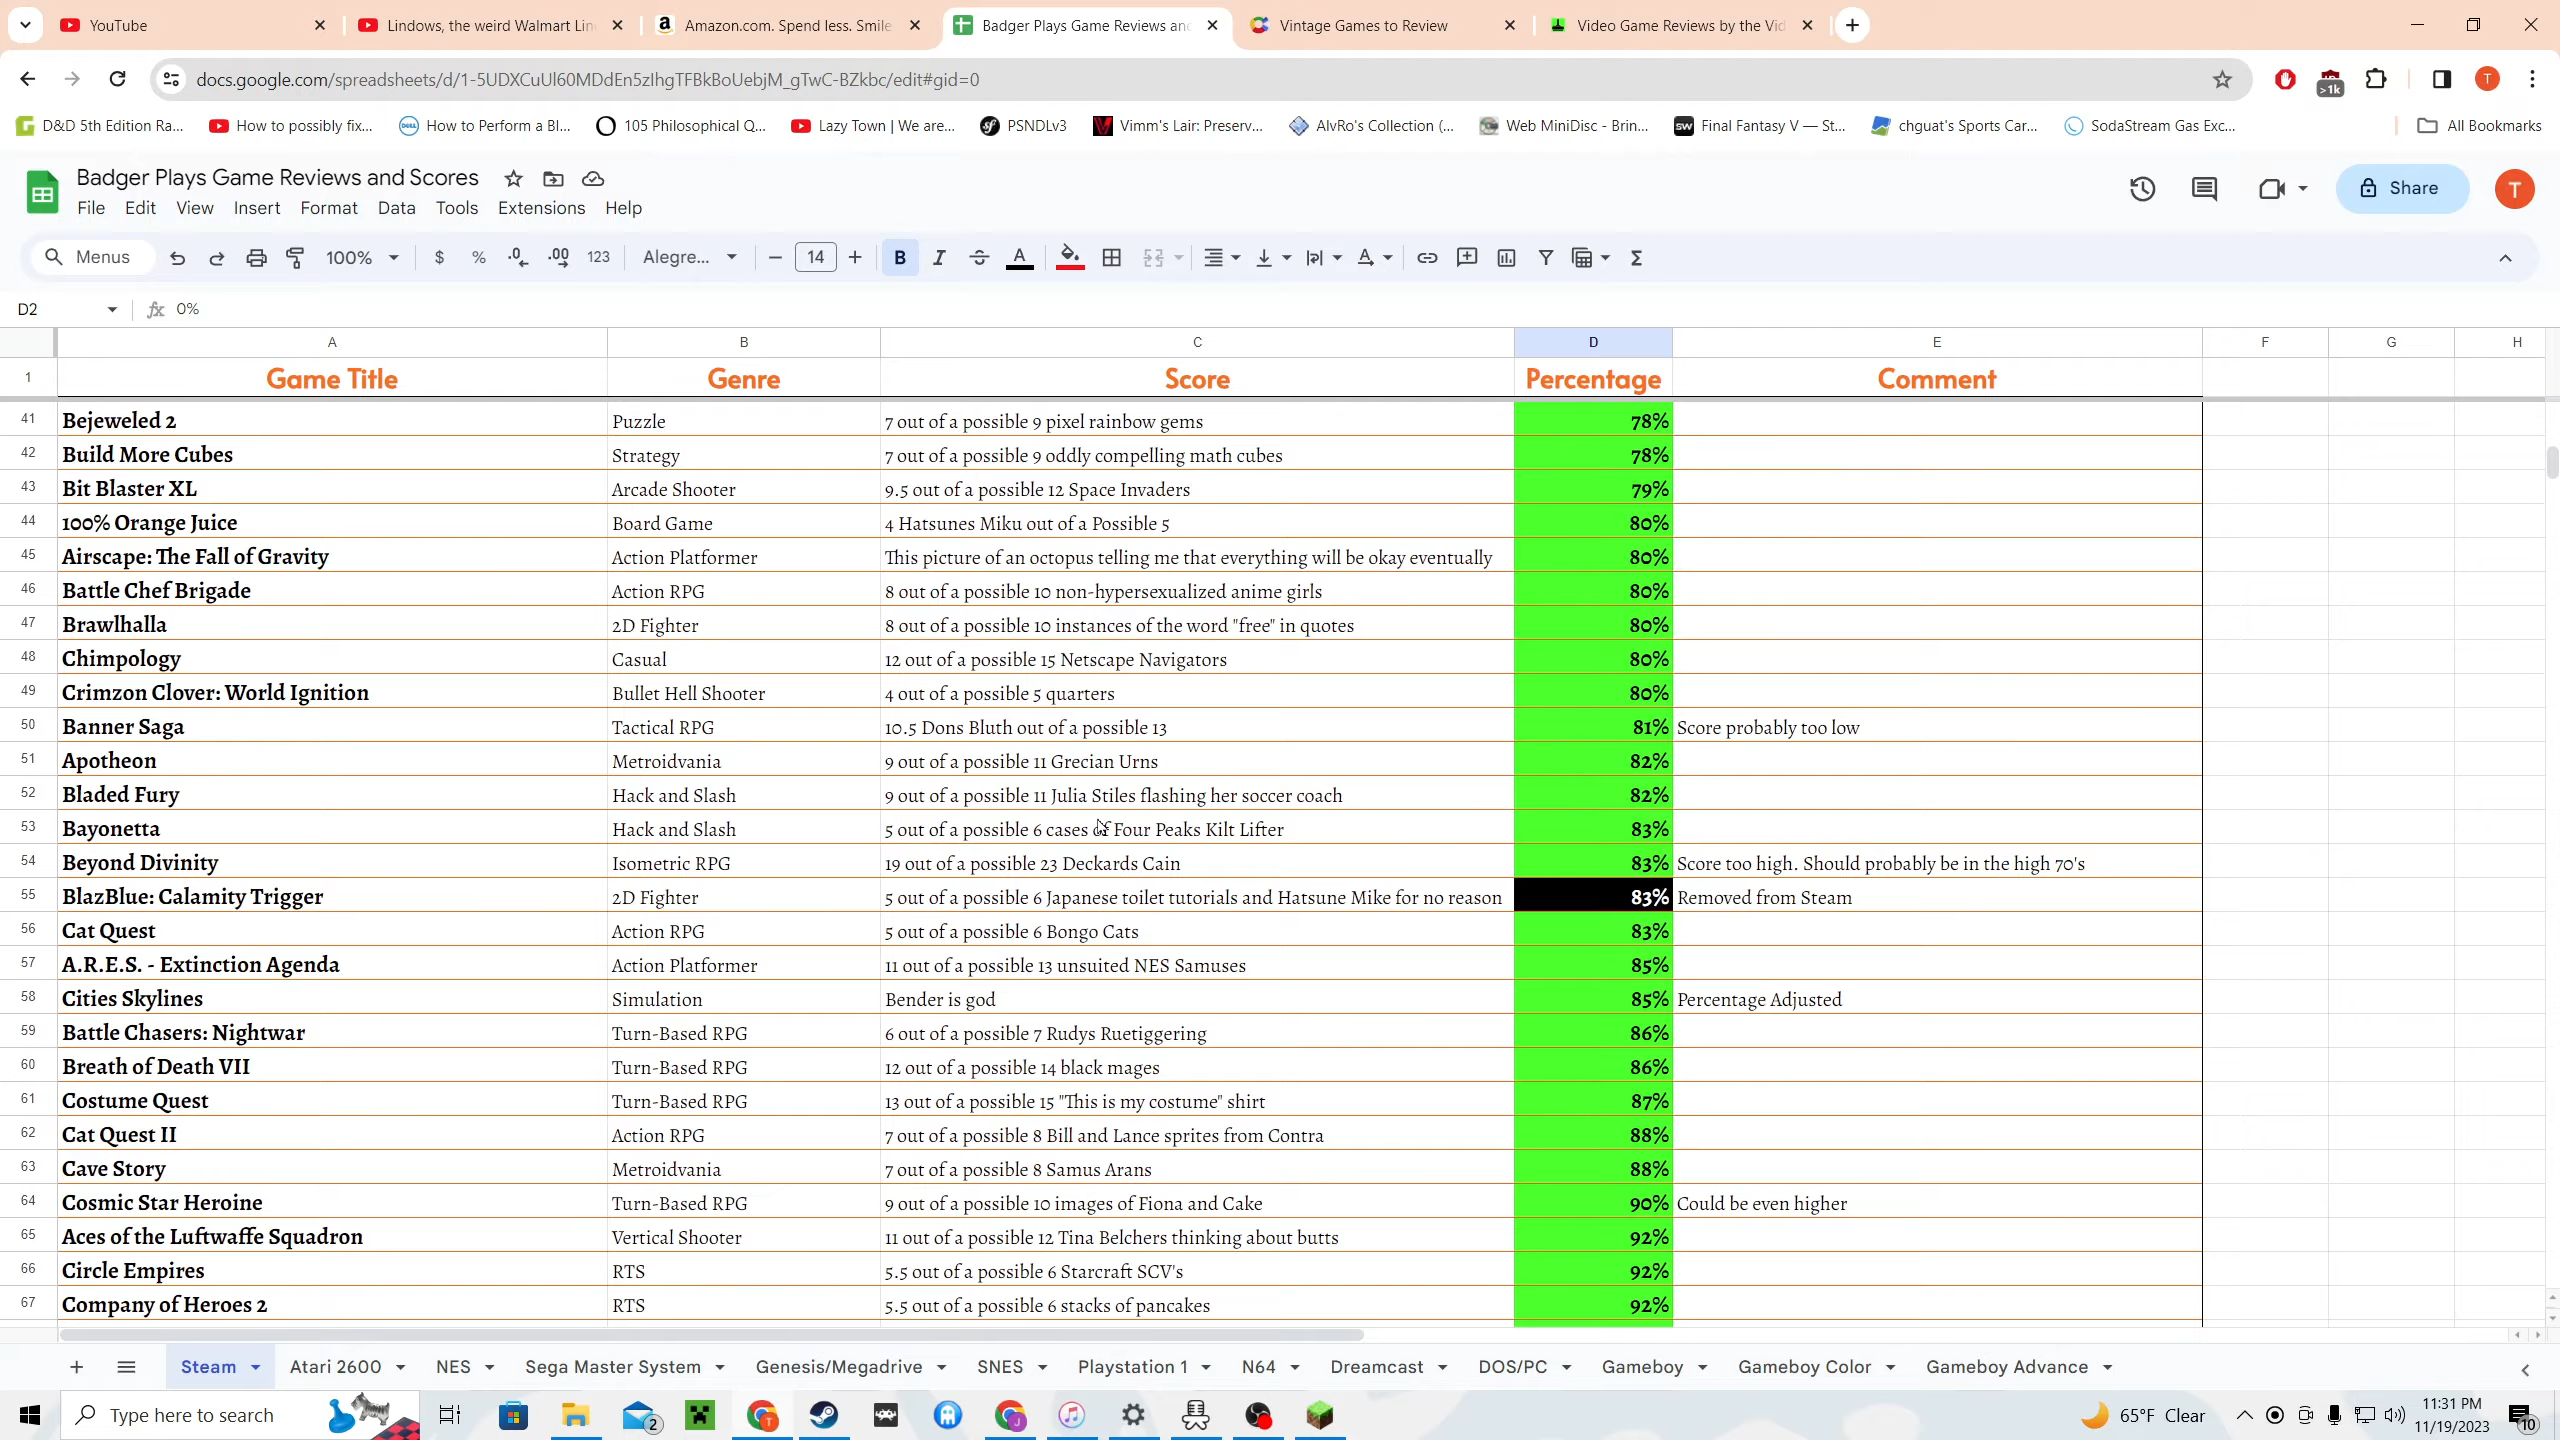 YouTube
Lindows, the weird Walmart Lin
Amazon.com. Spend less. Smile
Badger Plays Game Reviews and
Vintage Games to Review
Video Game Reviews by the Vid
docs.google.com/spreadsheets/d/1-5UDXCuUl60MDdEn5zIhgTFBkBoUebjM_gTwC-BZkbc/edit#gid=0
>1k
T
D&D 5th Edition Ra...
How to possibly fix...
How to Perform a Bl...
105 Philosophical Q...
Lazy Town | We are...
PSNDLv3
Vimm's Lair: Preserv...
AlvRo's Collection (...
Web MiniDisc - Brin...
Final Fantasy V — St...
chguat's Sports Car...
SodaStream Gas Exc...
All Bookmarks
Badger Plays Game Reviews and Scores
File Edit View Insert Format Data Tools Extensions Help
Share
T
Menus 100% $ % .0 .00 123 Alegre... 14 B I A
D2 fx 0%
A B C D E F G H
1 Game Title Genre Score Percentage Comment
41 Bejeweled 2 Puzzle 7 out of a possible 9 pixel rainbow gems 78%
42 Build More Cubes Strategy 7 out of a possible 9 oddly compelling math cubes 78%
43 Bit Blaster XL Arcade Shooter 9.5 out of a possible 12 Space Invaders 79%
44 100% Orange Juice Board Game 4 Hatsunes Miku out of a Possible 5 80%
45 Airscape: The Fall of Gravity Action Platformer This picture of an octopus telling me that everything will be okay eventually 80%
46 Battle Chef Brigade Action RPG 8 out of a possible 10 non-hypersexualized anime girls 80%
47 Brawlhalla 2D Fighter 8 out of a possible 10 instances of the word "free" in quotes 80%
48 Chimpology Casual 12 out of a possible 15 Netscape Navigators 80%
49 Crimzon Clover: World Ignition Bullet Hell Shooter 4 out of a possible 5 quarters 80%
50 Banner Saga Tactical RPG 10.5 Dons Bluth out of a possible 13 81% Score probably too low
51 Apotheon Metroidvania 9 out of a possible 11 Grecian Urns 82%
52 Bladed Fury Hack and Slash 9 out of a possible 11 Julia Stiles flashing her soccer coach 82%
53 Bayonetta Hack and Slash 5 out of a possible 6 cases of Four Peaks Kilt Lifter 83%
54 Beyond Divinity Isometric RPG 19 out of a possible 23 Deckards Cain 83% Score too high. Should probably be in the high 70's
55 BlazBlue: Calamity Trigger 2D Fighter 5 out of a possible 6 Japanese toilet tutorials and Hatsune Mike for no reason 83% Removed from Steam
56 Cat Quest Action RPG 5 out of a possible 6 Bongo Cats 83%
57 A.R.E.S. - Extinction Agenda Action Platformer 11 out of a possible 13 unsuited NES Samuses 85%
58 Cities Skylines Simulation Bender is god 85% Percentage Adjusted
59 Battle Chasers: Nightwar Turn-Based RPG 6 out of a possible 7 Rudys Ruetiggering 86%
60 Breath of Death VII Turn-Based RPG 12 out of a possible 14 black mages 86%
61 Costume Quest Turn-Based RPG 13 out of a possible 15 "This is my costume" shirt 87%
62 Cat Quest II Action RPG 7 out of a possible 8 Bill and Lance sprites from Contra 88%
63 Cave Story Metroidvania 7 out of a possible 8 Samus Arans 88%
64 Cosmic Star Heroine Turn-Based RPG 9 out of a possible 10 images of Fiona and Cake 90% Could be even higher
65 Aces of the Luftwaffe Squadron Vertical Shooter 11 out of a possible 12 Tina Belchers thinking about butts 92%
66 Circle Empires RTS 5.5 out of a possible 6 Starcraft SCV's 92%
67 Company of Heroes 2 RTS 5.5 out of a possible 6 stacks of pancakes 92%
Steam Atari 2600 NES Sega Master System Genesis/Megadrive SNES Playstation 1 N64 Dreamcast DOS/PC Gameboy Gameboy Color Gameboy Advance
Type here to search
2
65°F Clear
11:31 PM
11/19/2023
10